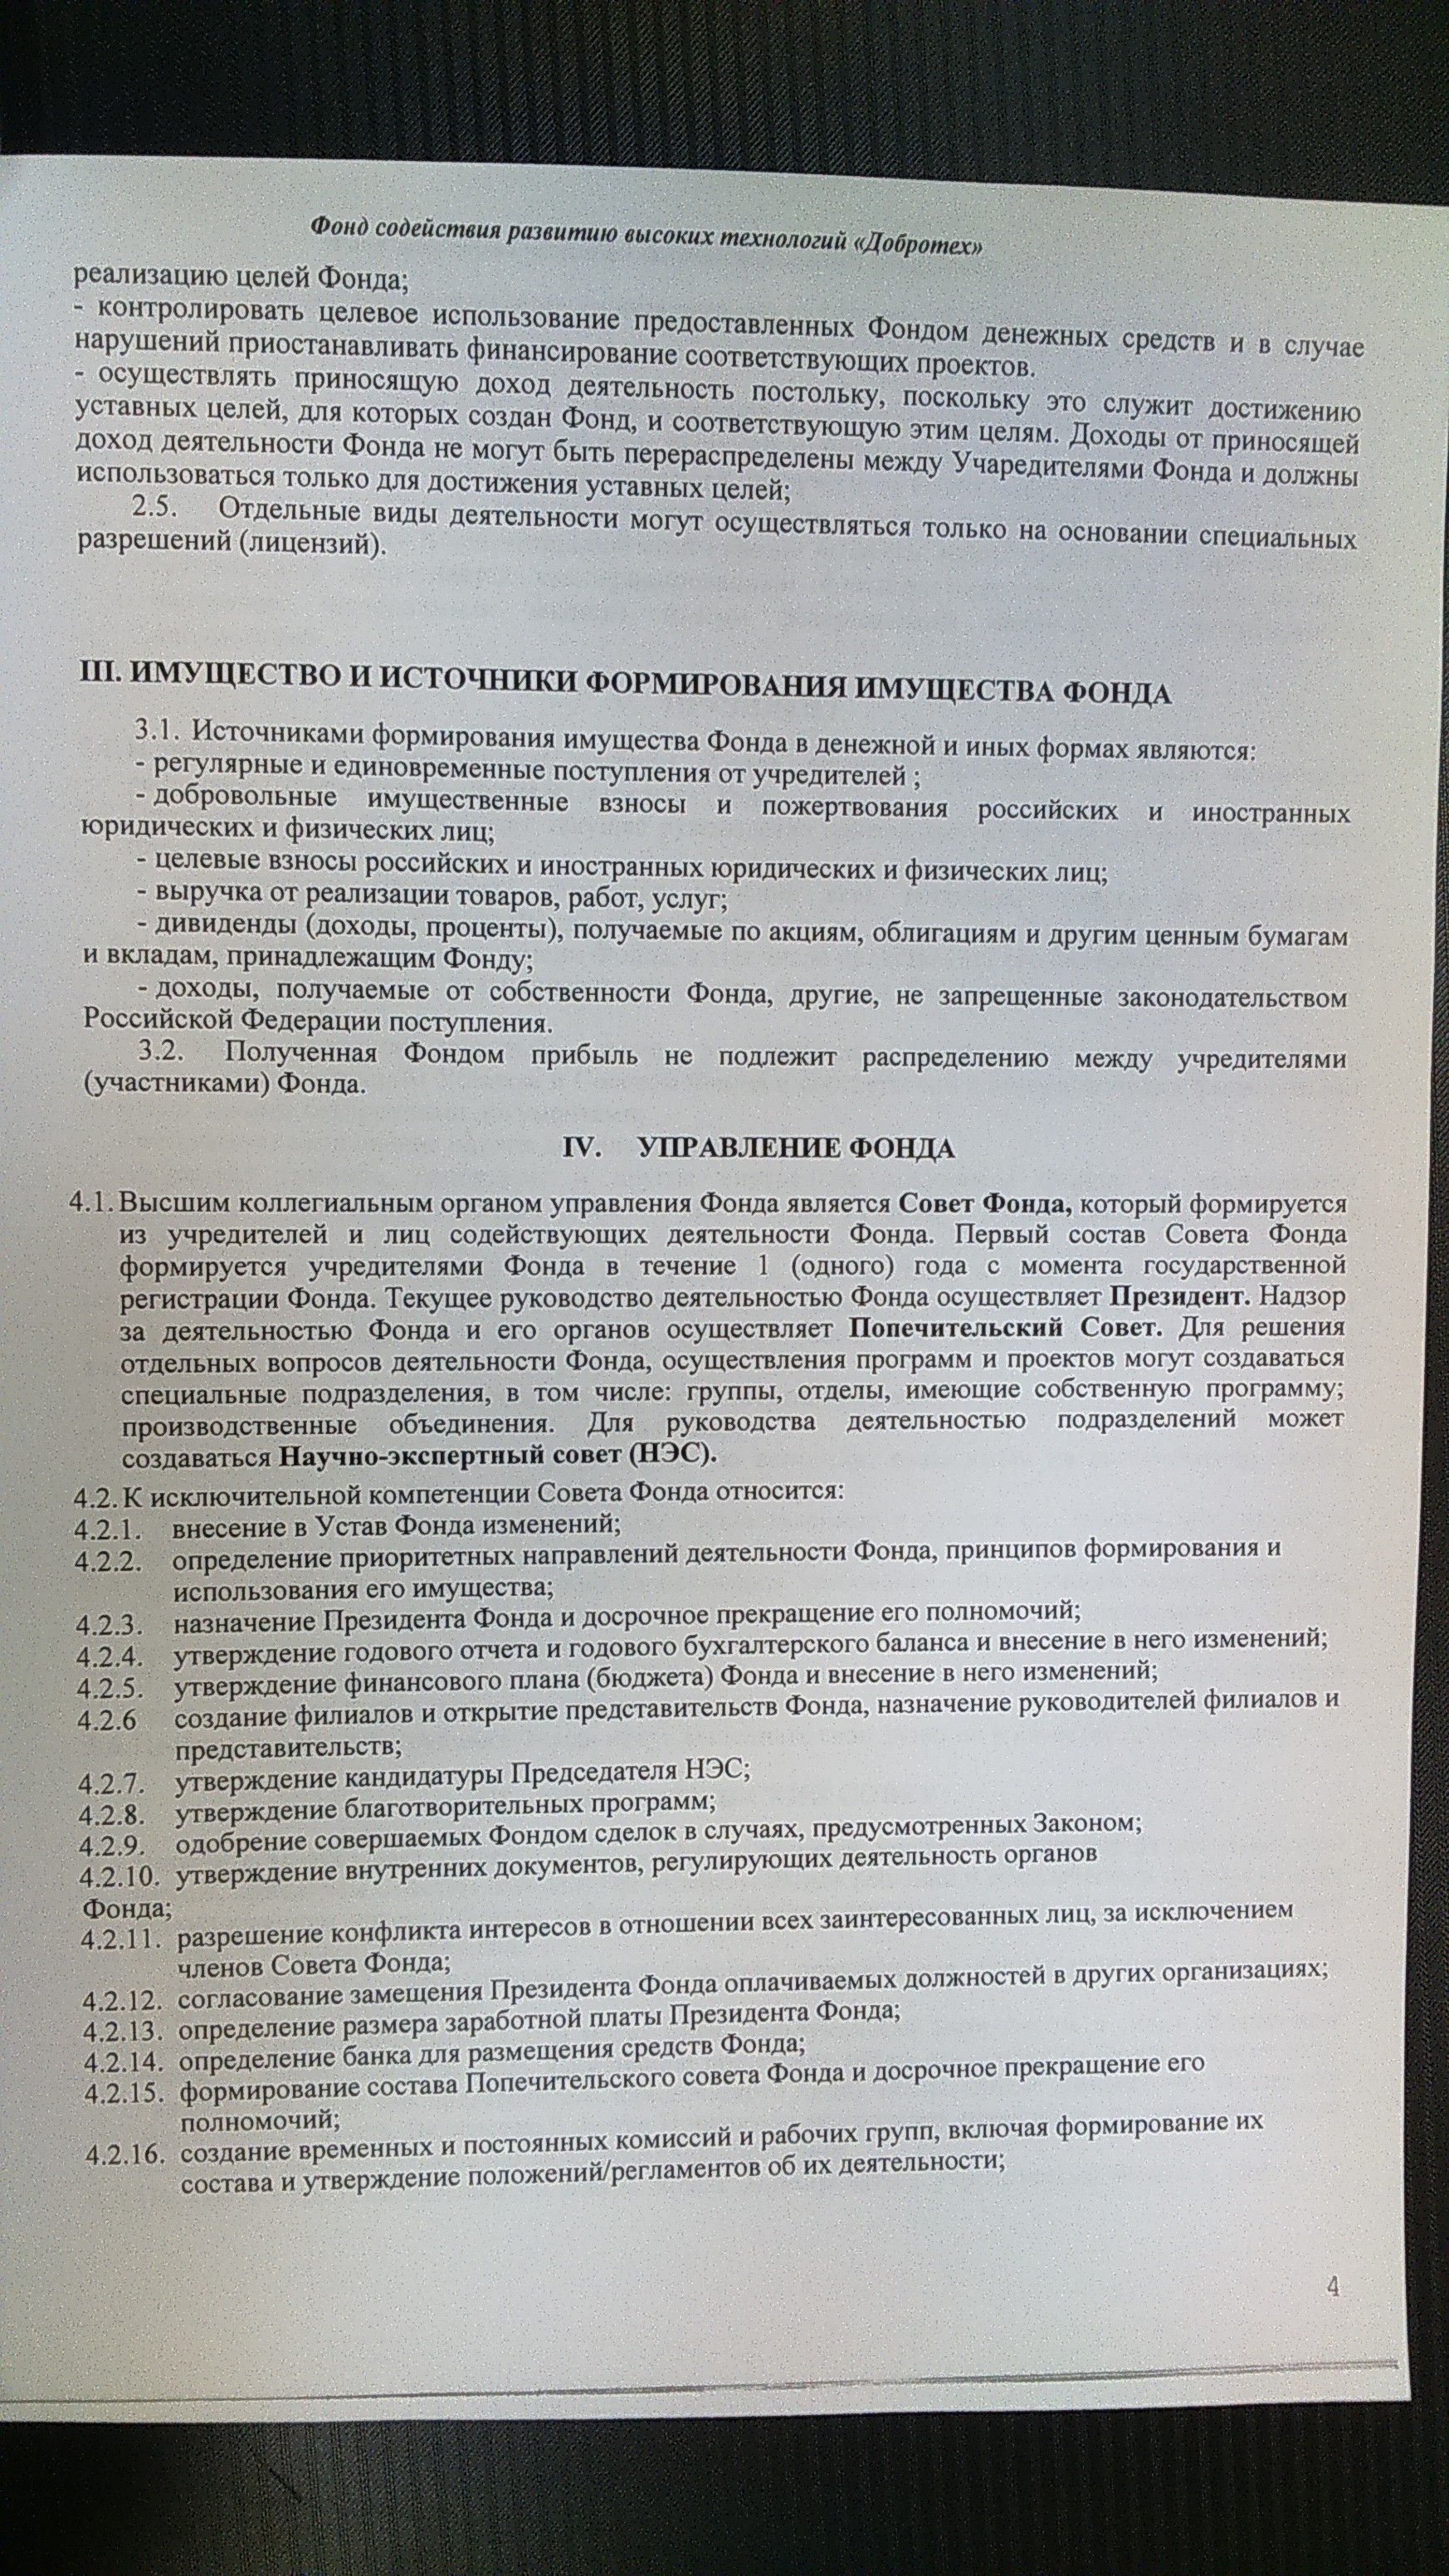 Фонд содействия развитию высоких технологий «Добротех»
реализацию целей Фонда;
- контролировать целевое использование предоставленных Фондом денежных средств и в случае
нарушений приостанавливать финансирование соответствующих проектов.
- осуществлять приносящую доход деятельность постольку, поскольку это служит достижению
уставных целей, для которых создан Фонд, и соответствующую этим целям. Доходы от приносящей
доход деятельности Фонда не могут быть перераспределены между Учаредителями Фонда и должны
использоваться только для достижения уставных целей;
2.5. Отдельные виды деятельности могут осуществляться только на основании специальных
разрешений (лицензий).
III. ИМУЩЕСТВО И ИСТОЧНИКИ ФОРМИРОВАНИЯ ИМУЩЕСТВА ФОНДА
3.1. Источниками формирования имущества Фонда в денежной и иных формах являются:
- регулярные и единовременные поступления от учредителей ;
- добровольные имущественные взносы и пожертвования российских и иностранных
юридических и физических лиц;
- целевые взносы российских и иностранных юридических и физических лиц;
- выручка от реализации товаров, работ, услуг;
- дивиденды (доходы, проценты), получаемые по акциям, облигациям и другим ценным бумагам
и вкладам, принадлежащим Фонду;
- доходы, получаемые от собственности Фонда, другие, не запрещенные законодательством
Российской Федерации поступления.
3.2. Полученная Фондом прибыль не подлежит распределению между учредителями
(участниками) Фонда.
IV. УПРАВЛЕНИЕ ФОНДА
4.1. Высшим коллегиальным органом управления Фонда является Совет Фонда, который формируется
из учредителей и лиц содействующих деятельности Фонда. Первый состав Совета Фонда
формируется учредителями Фонда в течение 1 (одного) года с момента государственной
регистрации Фонда. Текущее руководство деятельностью Фонда осуществляет Президент. Надзор
за деятельностью Фонда и его органов осуществляет Попечительский Совет. Для решения
отдельных вопросов деятельности Фонда, осуществления программ и проектов могут создаваться
специальные подразделения, в том числе: группы, отделы, имеющие собственную программу;
производственные объединения. Для руководства деятельностью подразделений может
создаваться Научно-экспертный совет (НЭС).
4.2. К исключительной компетенции Совета Фонда относится:
4.2.1. внесение в Устав Фонда изменений;
4.2.2. определение приоритетных направлений деятельности Фонда, принципов формирования и
использования его имущества;
4.2.3. назначение Президента Фонда и досрочное прекращение его полномочий;
4.2.4. утверждение годового отчета и годового бухгалтерского баланса и внесение в него изменений;
4.2.5. утверждение финансового плана (бюджета) Фонда и внесение в него изменений;
4.2.6 создание филиалов и открытие представительств Фонда, назначение руководителей филиалов и
представительств;
4.2.7. утверждение кандидатуры Председателя НЭС;
4.2.8. утверждение благотворительных программ;
4.2.9. одобрение совершаемых Фондом сделок в случаях, предусмотренных Законом;
4.2.10. утверждение внутренних документов, регулирующих деятельность органов
Фонда;
4.2.11. разрешение конфликта интересов в отношении всех заинтересованных лиц, за исключением
членов Совета Фонда;
4.2.12. согласование замещения Президента Фонда оплачиваемых должностей в других организациях;
4.2.13. определение размера заработной платы Президента Фонда;
4.2.14. определение банка для размещения средств Фонда;
4.2.15. формирование состава Попечительского совета Фонда и досрочное прекращение его
полномочий;
4.2.16. создание временных и постоянных комиссий и рабочих групп, включая формирование их
состава и утверждение положений/регламентов об их деятельности;
4